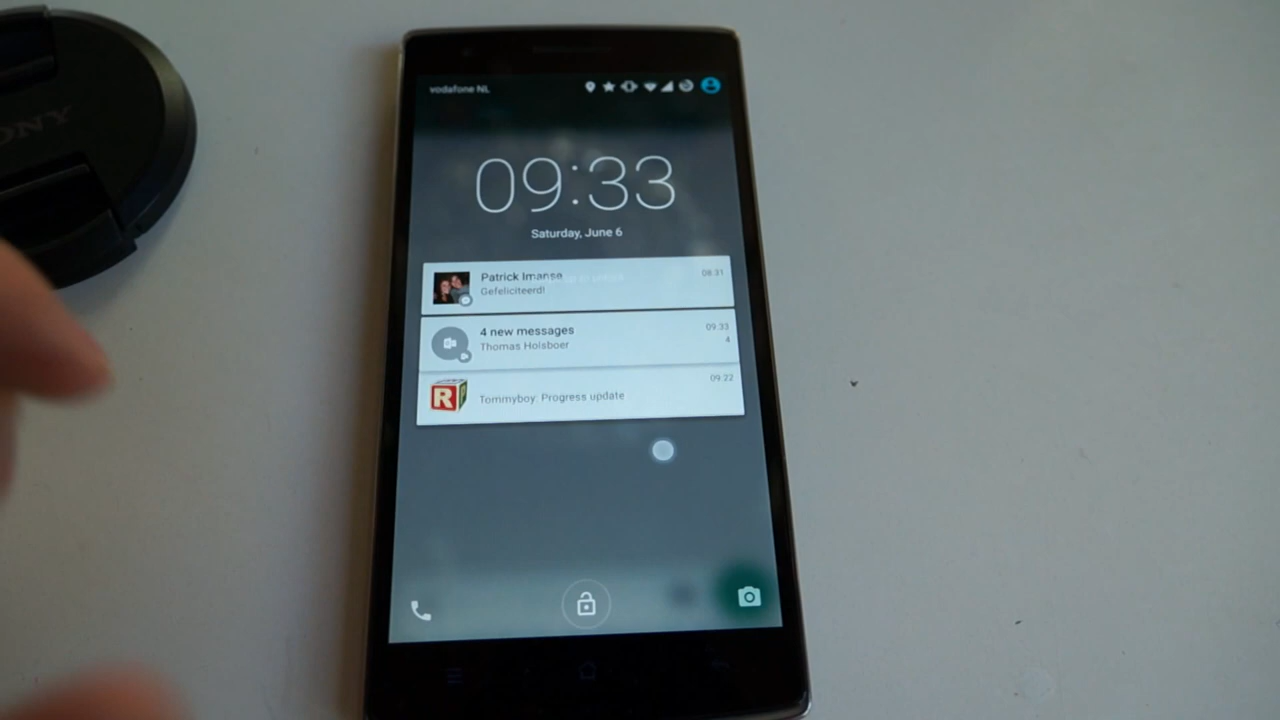 vodafone NL
ONY
09:33
Saturday, June 6
Patrick Imanse
08:31
Gefeliciteerd!
4 new messages
09:33
Thomas Holsboer
4
09:22
R
Tommyboy: Progress update